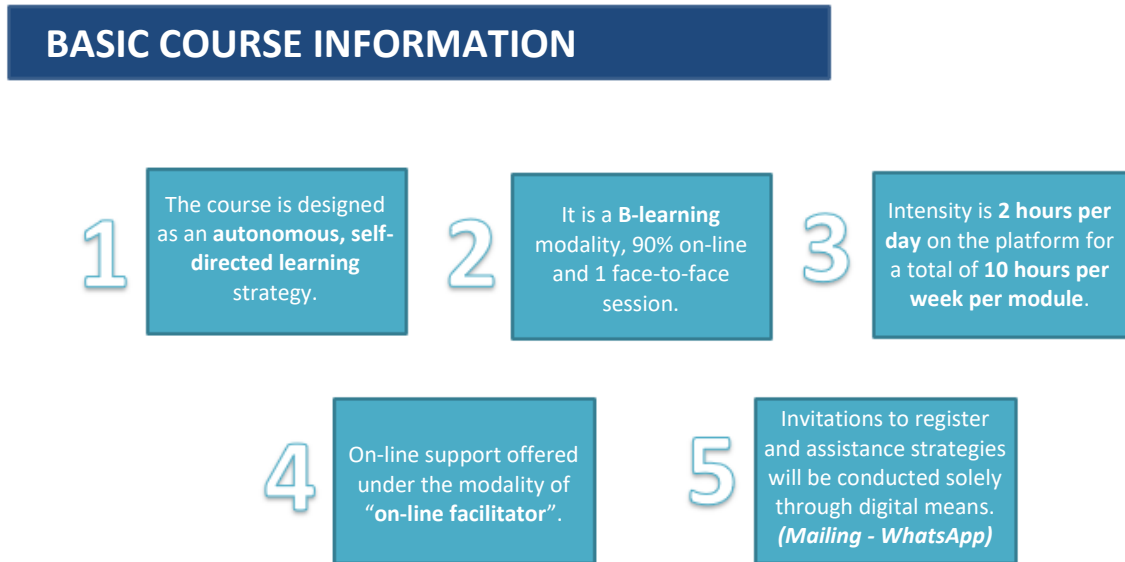 BASIC COURSE INFORMATION
1
The course is designed
as an autonomous, self-
directed learning
strategy.
2
It is a B-learning
modality, 90% on-line
and 1 face-to-face
session.
3
Intensity is 2 hours per
day on the platform for
a total of 10 hours per
week per module.
4
On-line support offered
under the modality of
“on-line facilitator”.
5
Invitations to register
and assistance strategies
will be conducted solely
through digital means.
(Mailing - WhatsApp)